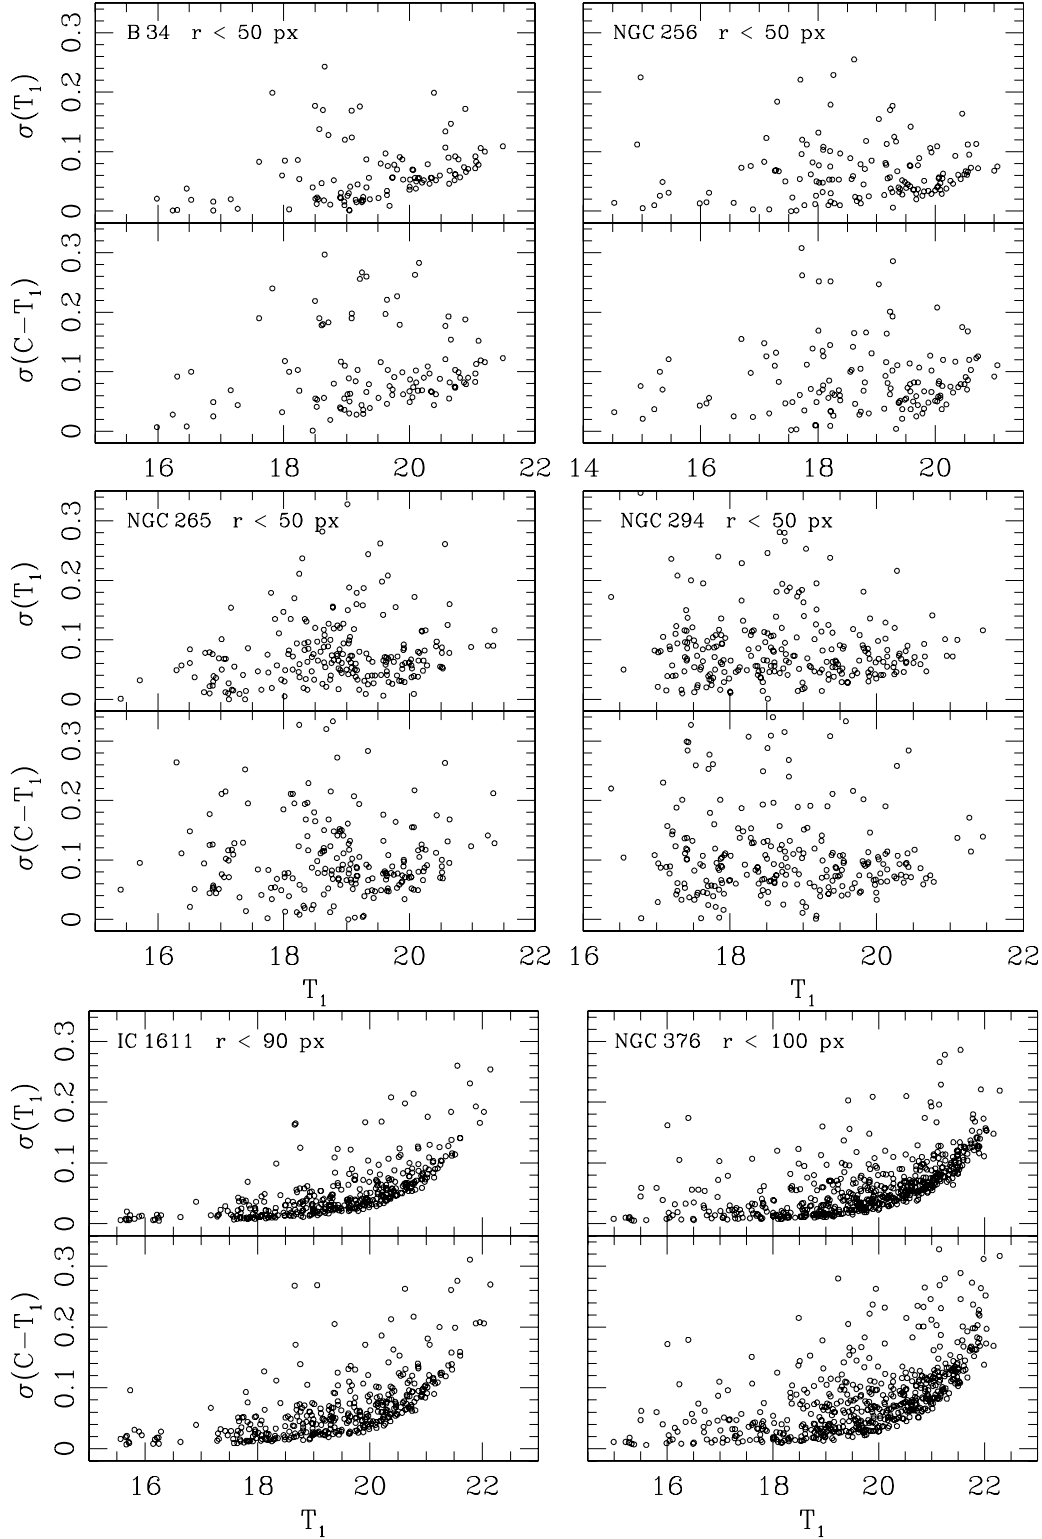 B 34 r < 50 px
NGC 256 r < 50 px
σ(T₁)
0.3
0.2
0.1
0
σ(C−T₁)
0.3
0.2
0.1
0
16 18 20 22
14 16 18 20
NGC 265 r < 50 px
NGC 294 r < 50 px
σ(T₁)
0.3
0.2
0.1
0
σ(C−T₁)
0.3
0.2
0.1
0
16 18 20 22
16 18 20 22
T₁
T₁
IC 1611 r < 90 px
NGC 376 r < 100 px
σ(T₁)
0.3
0.2
0.1
0
σ(C−T₁)
0.3
0.2
0.1
0
16 18 20 22
16 18 20 22
T₁
T₁